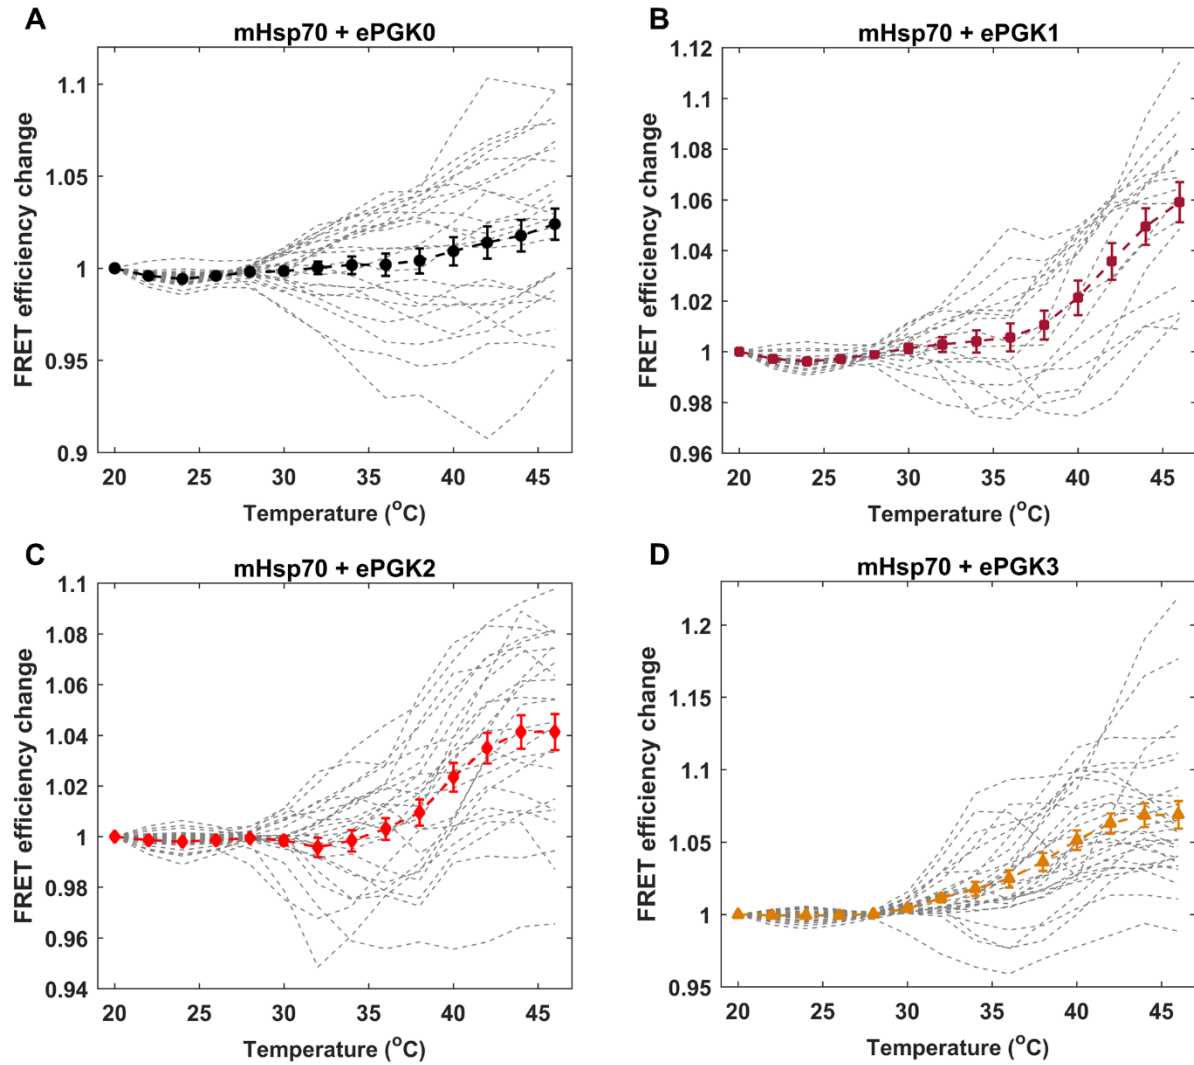 A
mHsp70 + ePGK0
FRET efficiency change
1.1
1.05
1
0.95
0.9
20 25 30 35 40 45
Temperature (°C)
B
mHsp70 + ePGK1
FRET efficiency change
1.12
1.1
1.08
1.06
1.04
1.02
1
0.98
0.96
20 25 30 35 40 45
Temperature (°C)
C
mHsp70 + ePGK2
FRET efficiency change
1.1
1.08
1.06
1.04
1.02
1
0.98
0.96
0.94
20 25 30 35 40 45
Temperature (°C)
D
mHsp70 + ePGK3
FRET efficiency change
1.2
1.15
1.1
1.05
1
0.95
20 25 30 35 40 45
Temperature (°C)